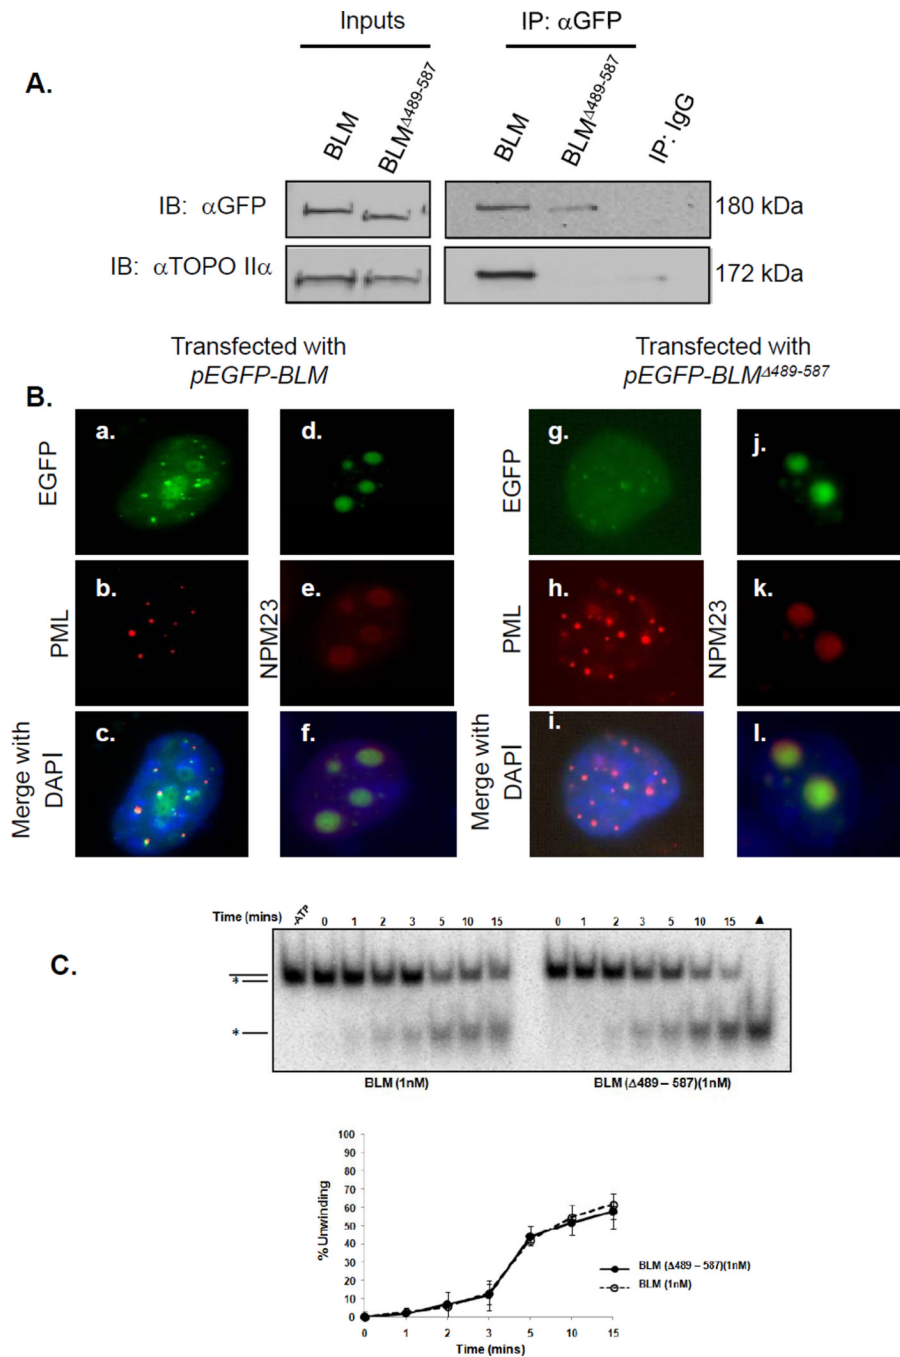 Inputs
IP: αGFP
A.
BLM
BLMΔ489-587
BLM
BLMΔ489-587
IP: IgG
IB: αGFP
180 kDa
IB: αTOPO IIα
172 kDa
Transfected with
pEGFP-BLM
Transfected with
pEGFP-BLMΔ489-587
B.
EGFP
a.
d.
EGFP
g.
j.
PML
b.
NPM23
e.
PML
h.
NPM23
k.
Merge with
DAPI
c.
f.
Merge with
DAPI
i.
l.
C.
Time (mins) -ATP 0 1 2 3 5 10 15 0 1 2 3 5 10 15 ▲
*
*
BLM (1nM)
BLM (Δ489 – 587)(1nM)
% Unwinding
100
90
80
70
60
50
40
30
20
10
0
0 1 2 3 5 10 15
Time (mins)
BLM (Δ489 – 587)(1nM)
BLM (1nM)